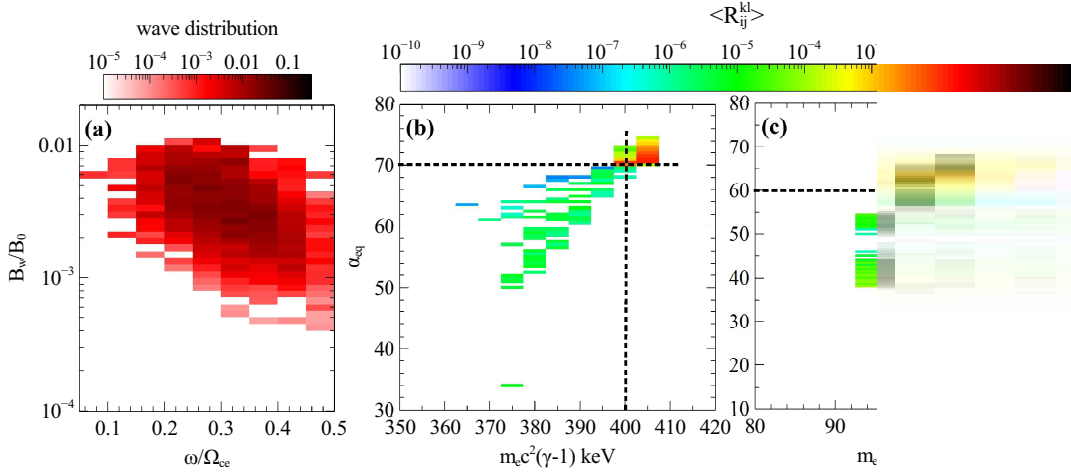 <R_ij^kl>
wave distribution
10^-5 10^-4 10^-3 0.01 0.1
10^-10 10^-9 10^-8 10^-7 10^-6 10^-5 10^-4 10
(a)
0.01
10^-3
10^-4
B_w/B_0
0.1 0.2 0.3 0.4 0.5
ω/Ω_ce
(b)
80
70
60
50
40
30
α_eq
350 360 370 380 390 400 410 420
m_e c^2(γ-1) keV
(c)
80
70
60
50
40
30
20
10
80
m_e